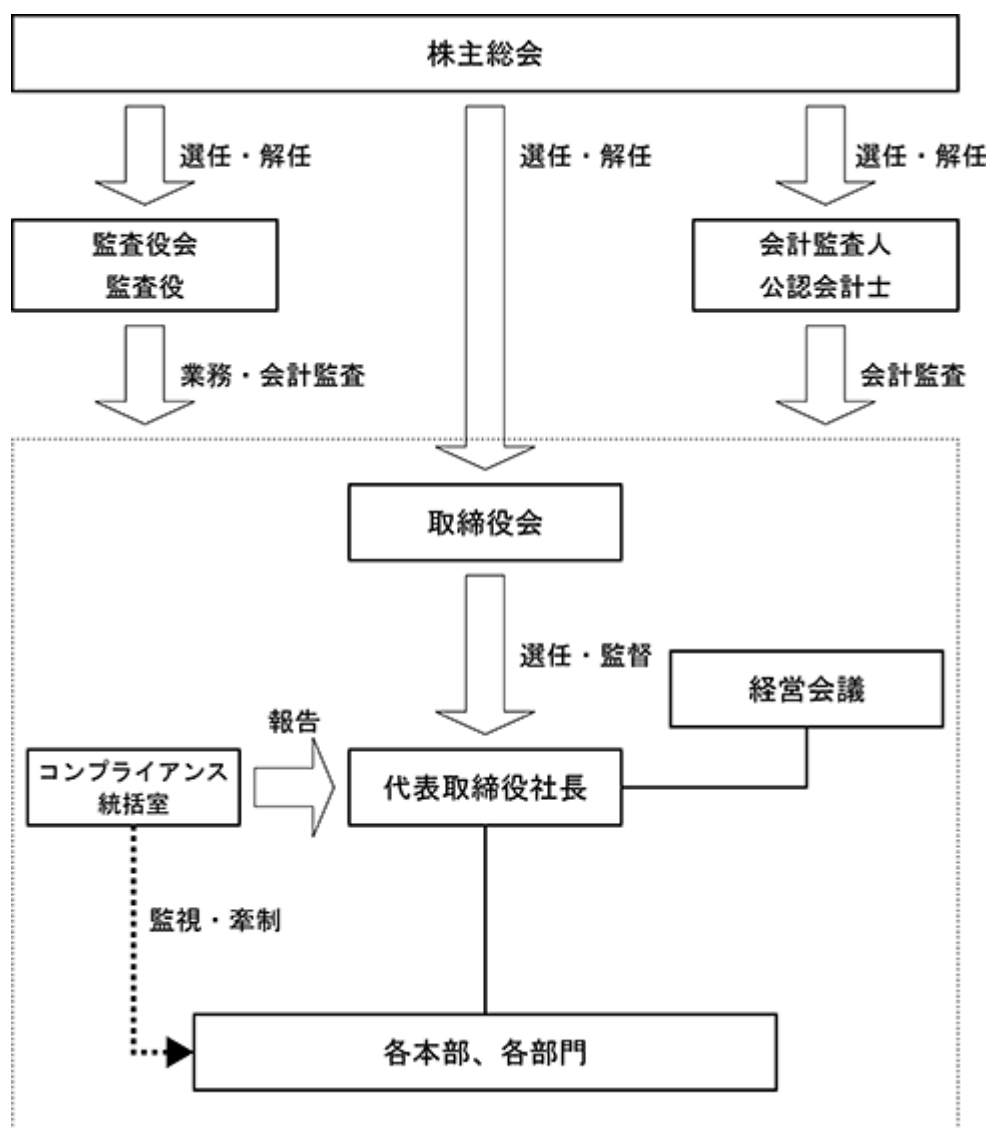 株主総会
選任・解任
選任・解任
選任・解任
監査役会
監査役
会計監査人
公認会計士
業務・会計監査
会計監査
取締役会
選任・監督
経営会議
報告
コンプライアンス
統括室
代表取締役社長
監視・牽制
各本部、各部門